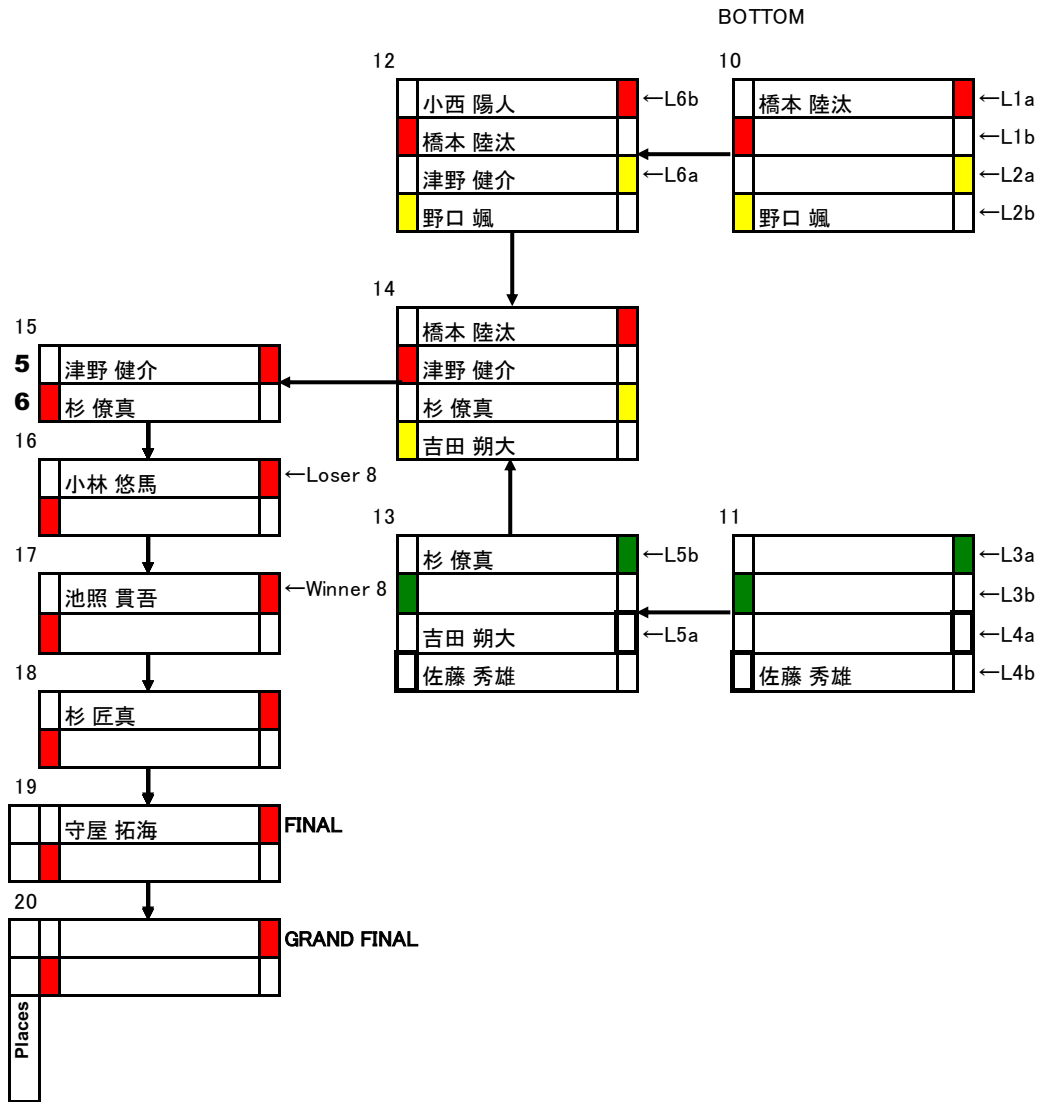 BOTTOM
12
10
小西 陽人 ←L6b
橋本 陸汰
津野 健介 ←L6a
野口 颯
橋本 陸汰 ←L1a
←L1b
←L2a
野口 颯 ←L2b
14
橋本 陸汰
津野 健介
杉 僚真
吉田 朔大
15
5 津野 健介
6 杉 僚真
16
小林 悠馬 ←Loser 8
17
池照 貫吾 ←Winner 8
13
11
杉 僚真 ←L5b
吉田 朔大 ←L5a
佐藤 秀雄
←L3a
←L3b
←L4a
佐藤 秀雄 ←L4b
18
杉 匠真
19
守屋 拓海 FINAL
20
GRAND FINAL
Places